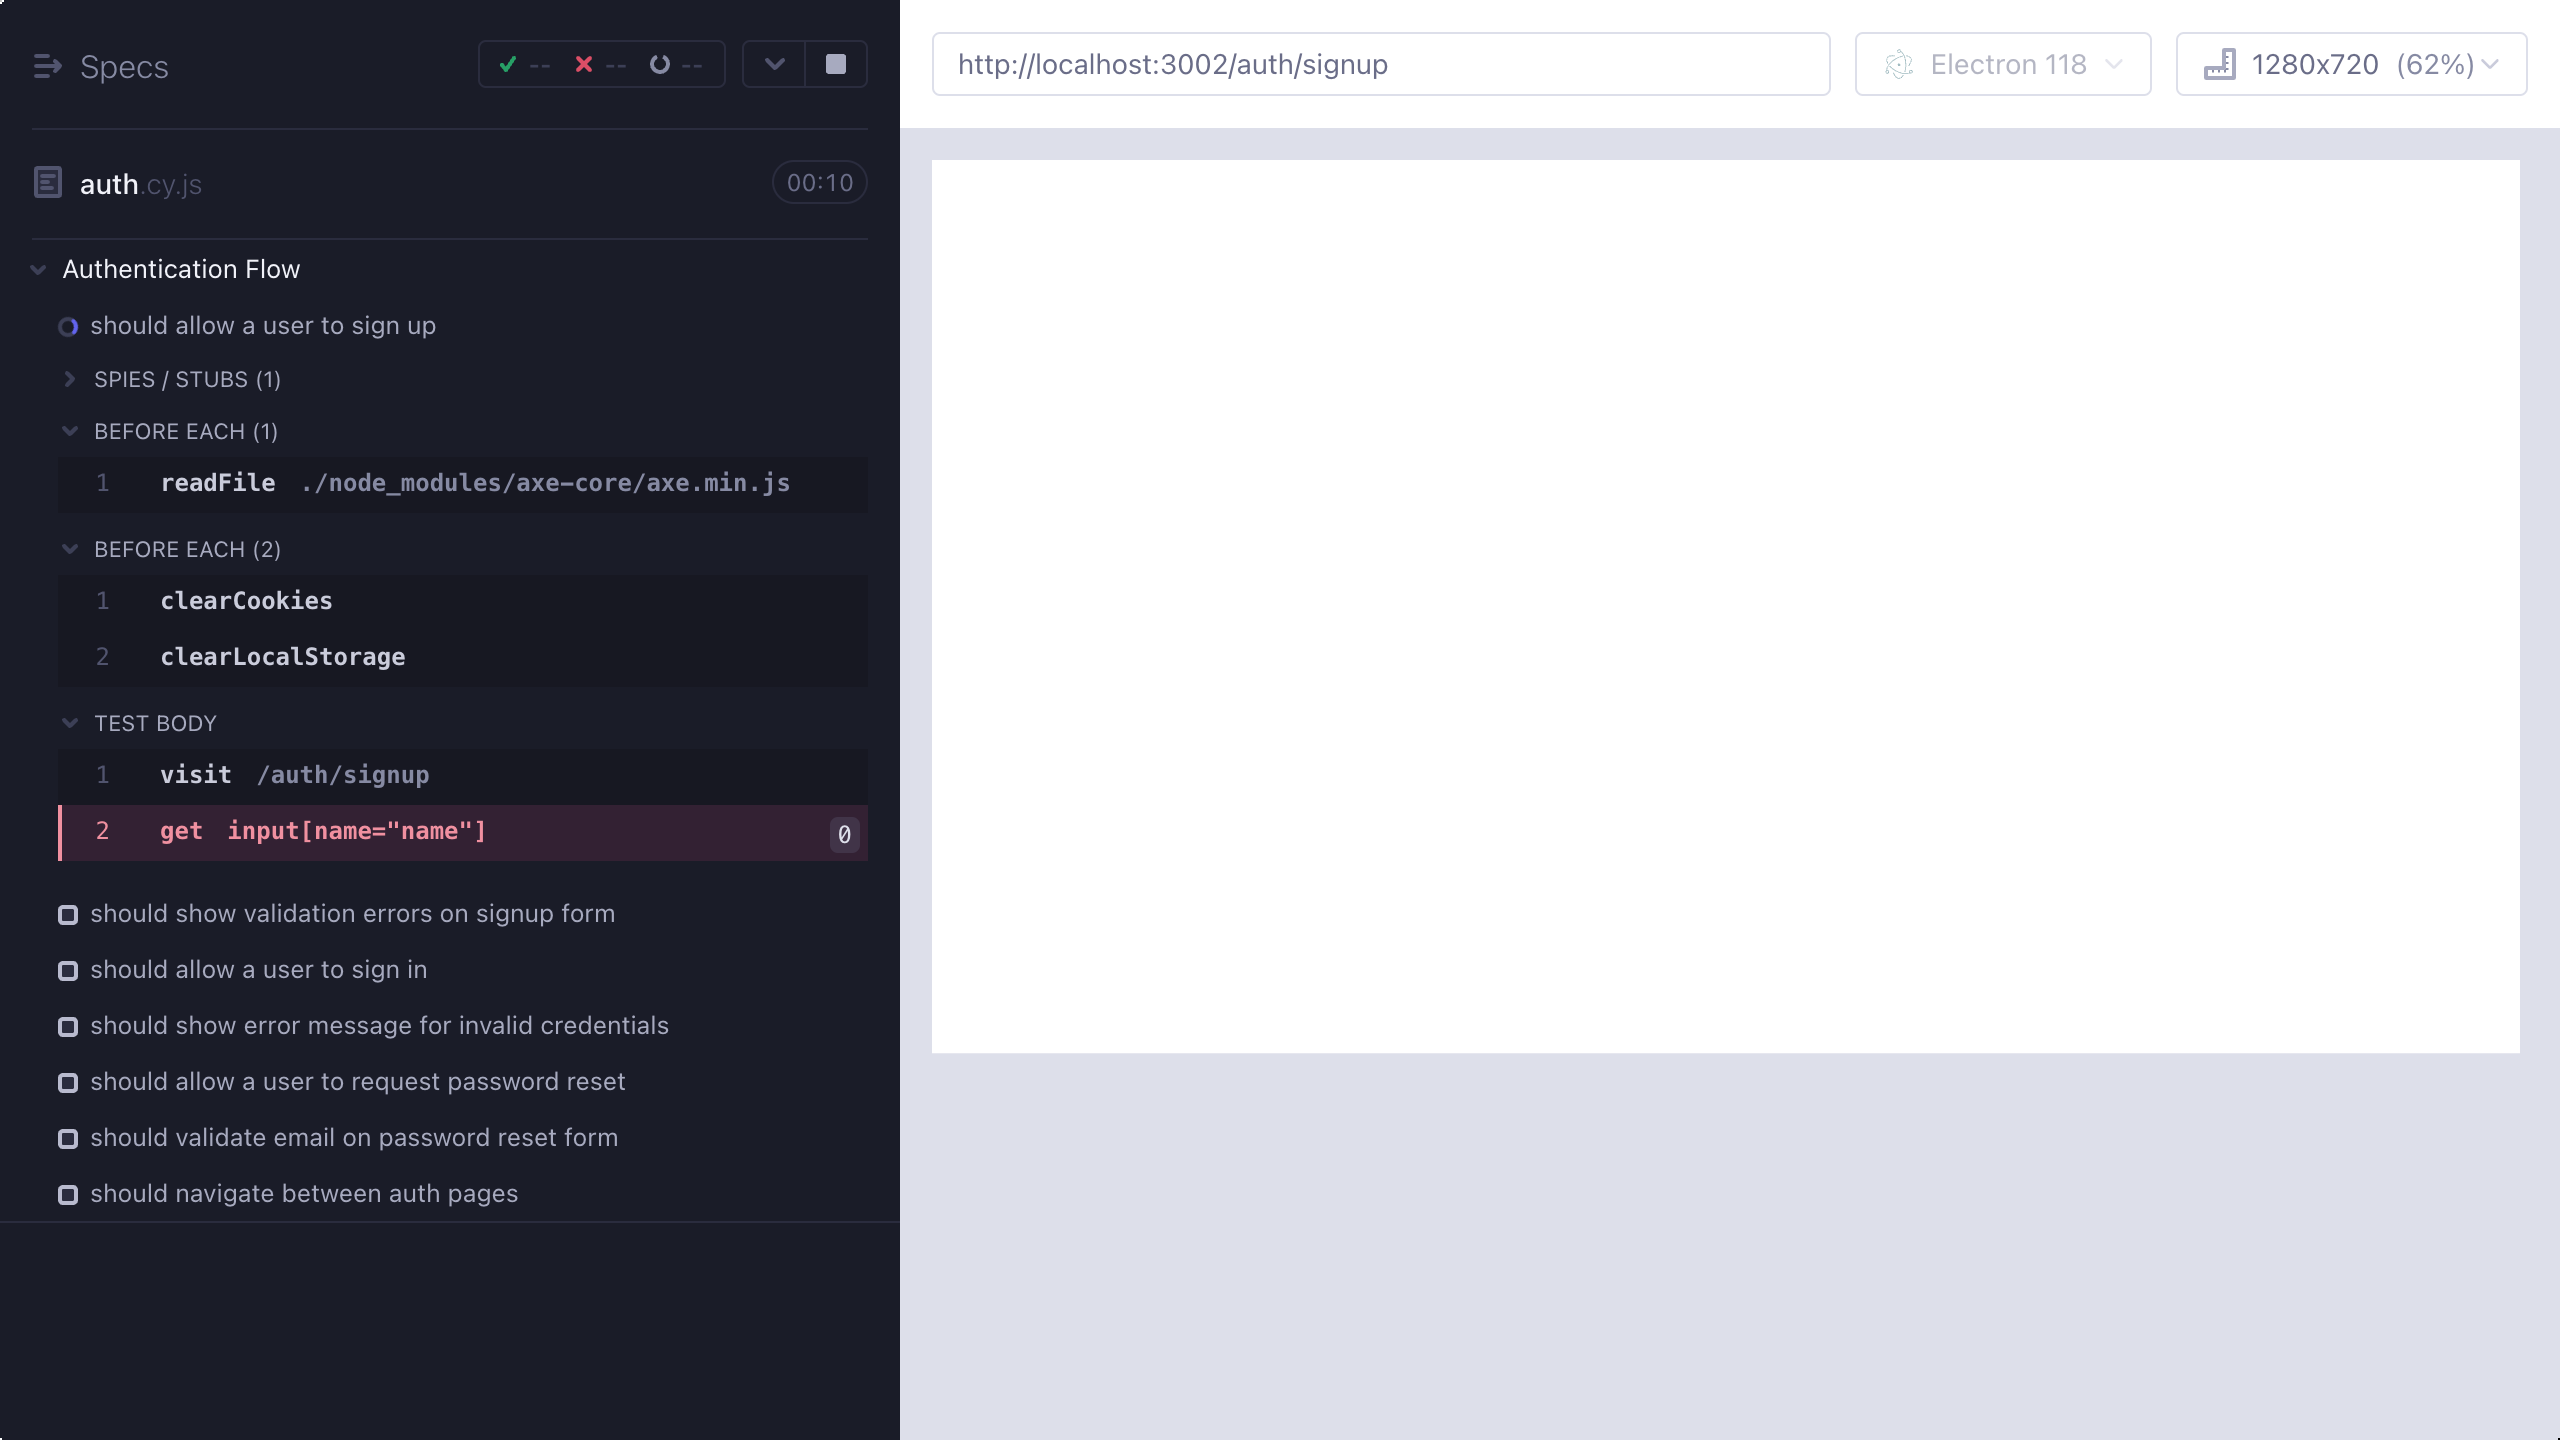 Specs
-- -- --
http://localhost:3002/auth/signup
Electron 118
1280x720 (62%)
auth.cy.js
00:10
Authentication Flow
should allow a user to sign up
SPIES / STUBS (1)
BEFORE EACH (1)
1 readFile ./node_modules/axe-core/axe.min.js
BEFORE EACH (2)
1 clearCookies
2 clearLocalStorage
TEST BODY
1 visit /auth/signup
2 get input[name="name"] 0
should show validation errors on signup form
should allow a user to sign in
should show error message for invalid credentials
should allow a user to request password reset
should validate email on password reset form
should navigate between auth pages